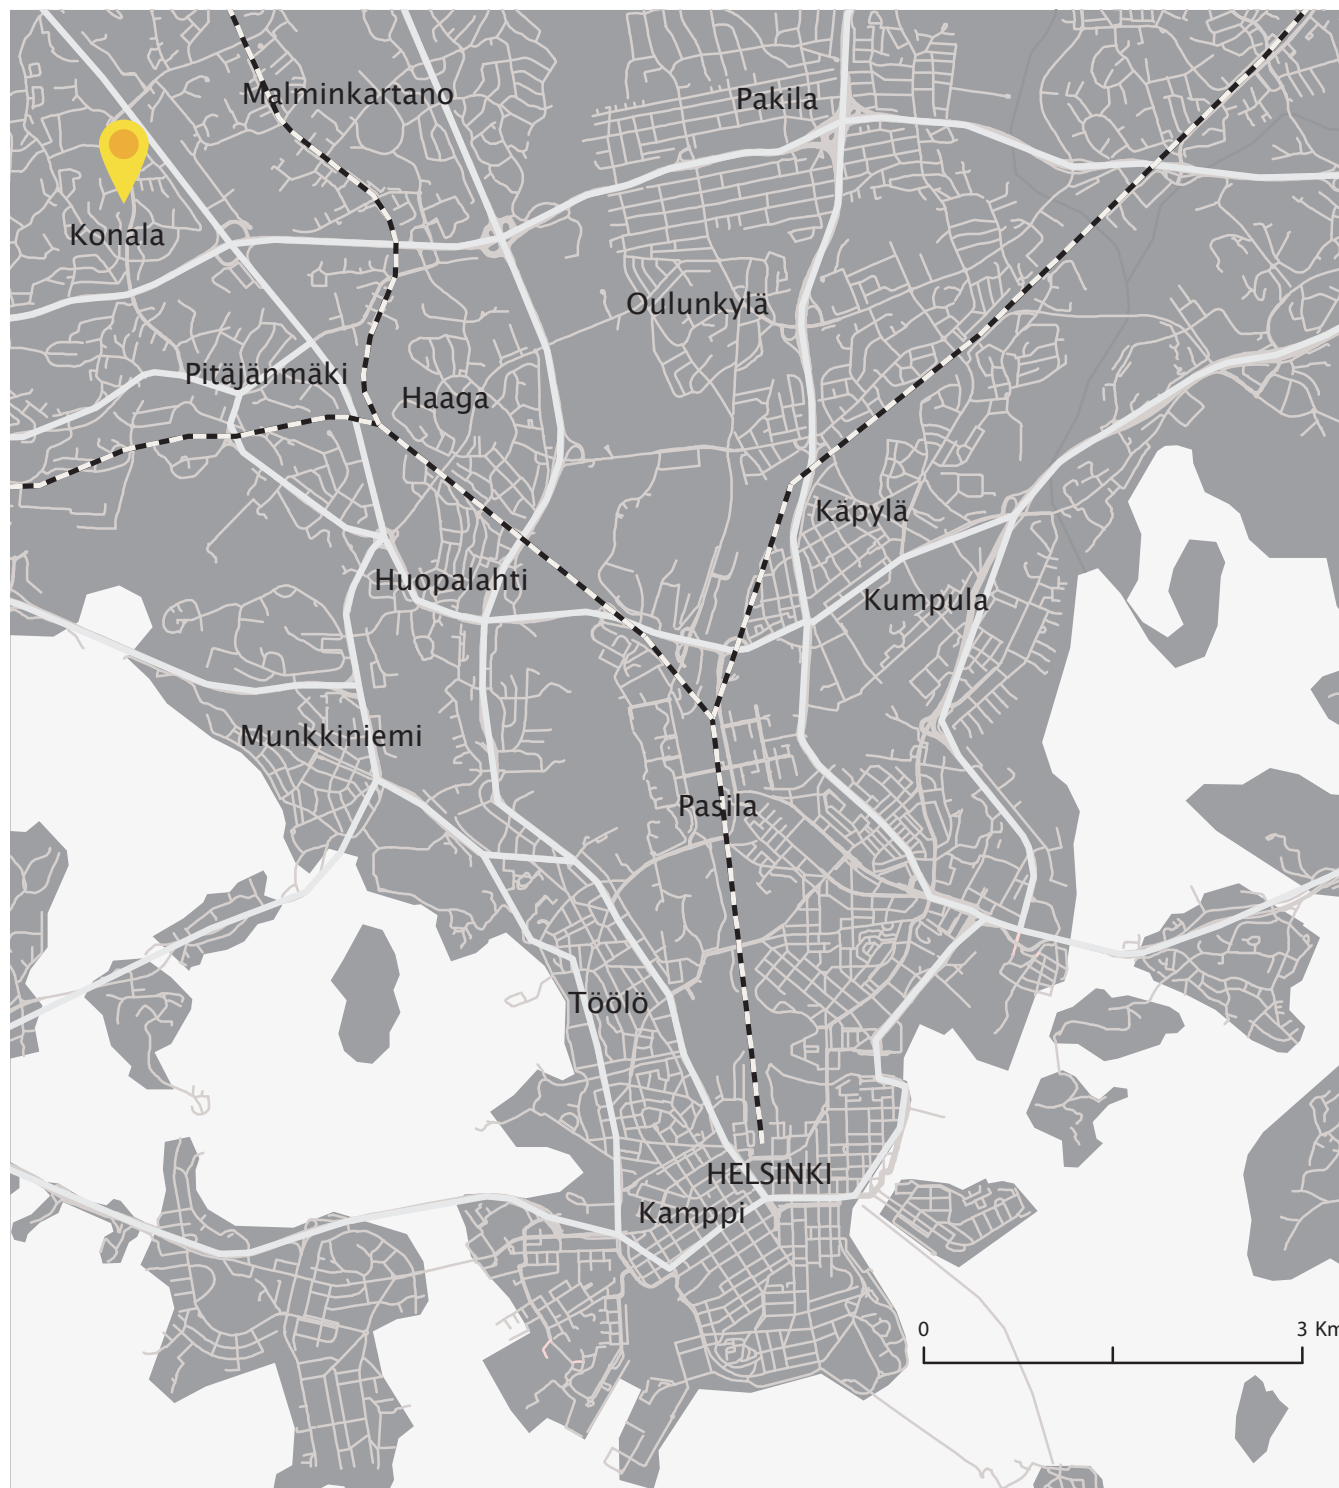 Malminkartano
Pakila
Konala
Oulunkylä
Pitäjänmäki
Haaga
Käpylä
Huopalahti
Kumpula
Munkkiniemi
Pasila
Töölö
HELSINKI
Kamppi
0 3 Km